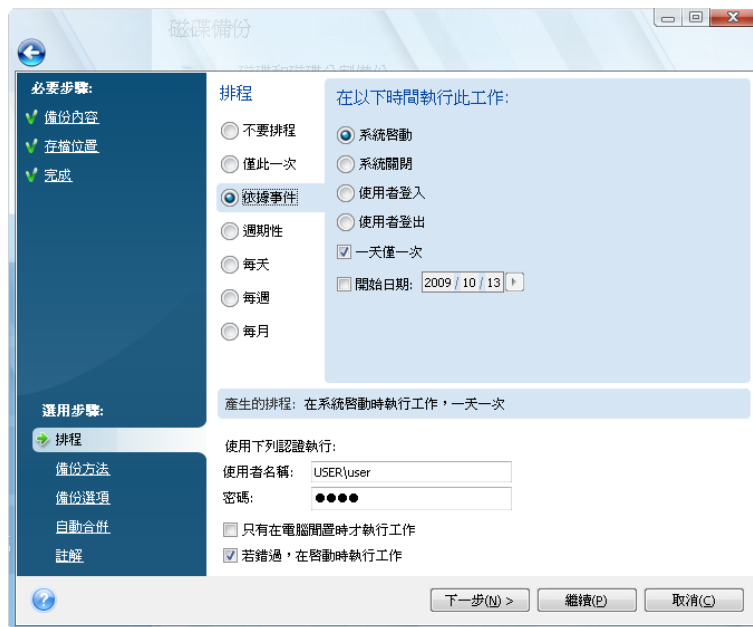 磁碟備份
必要步驟:
備份內容
存檔位置
完成
選用步驟:
排程
備份方法
備份選項
自動合併
註解
排程
不要排程
僅此一次
依據事件
週期性
每天
每週
每月
在以下時間執行此工作:
系統啟動
系統關閉
使用者登入
使用者登出
一天僅一次
開始日期: 2009 / 10 / 13
產生的排程: 在系統啟動時執行工作，一天一次
使用下列認證執行:
使用者名稱: USER\user
密碼: ●●●●
只有在電腦閒置時才執行工作
若錯過，在啟動時執行工作
下一步(N) > 繼續(P) 取消(C)